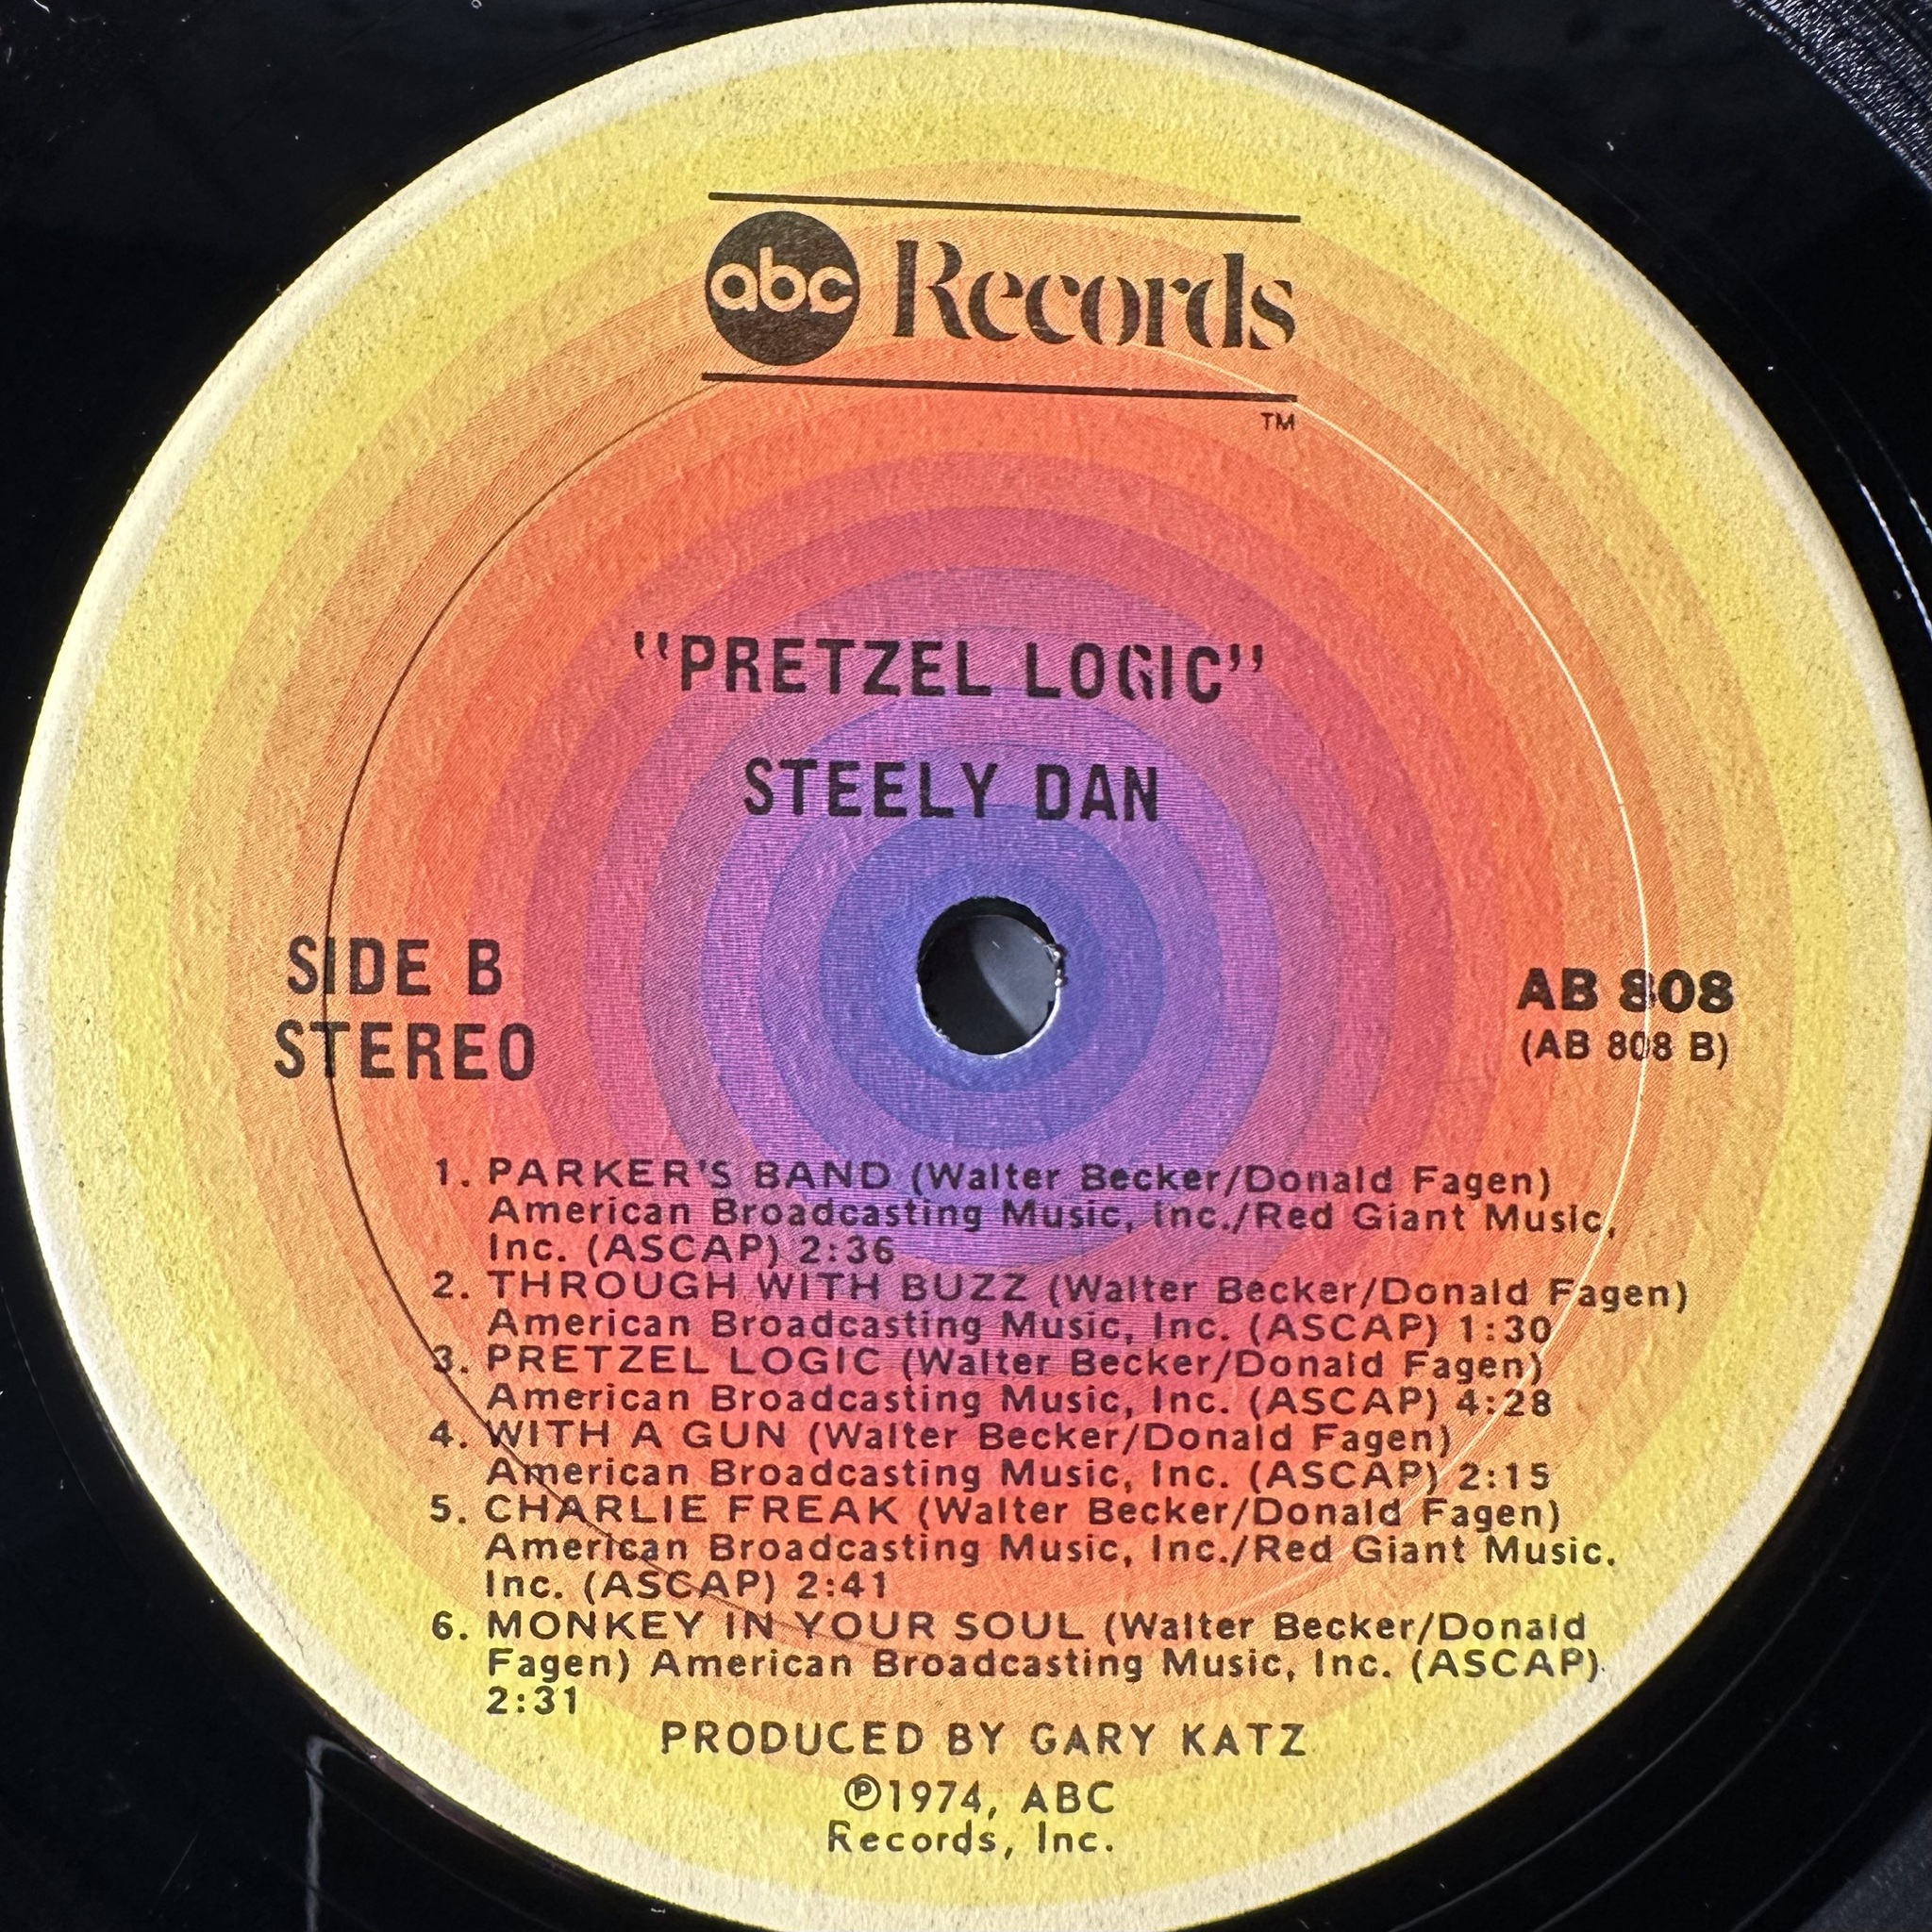 abc Records
TM
"PRETZEL LOGIC"
STEELY DAN
SIDE B
STEREO
AB 808
(AB 808 B)
1. PARKER'S BAND (Walter Becker/Donald Fagen)
American Broadcasting Music, Inc./Red Giant Music,
Inc. (ASCAP) 2:36
2. THROUGH WITH BUZZ (Walter Becker/Donald Fagen)
American Broadcasting Music, Inc. (ASCAP) 1:30
3. PRETZEL LOGIC (Walter Becker/Donald Fagen)
American Broadcasting Music, Inc. (ASCAP) 4:28
4. WITH A GUN (Walter Becker/Donald Fagen)
American Broadcasting Music, Inc. (ASCAP) 2:15
5. CHARLIE FREAK (Walter Becker/Donald Fagen)
American Broadcasting Music, Inc./Red Giant Music.
Inc. (ASCAP) 2:41
6. MONKEY IN YOUR SOUL (Walter Becker/Donald
Fagen) American Broadcasting Music, Inc. (ASCAP)
2:31
PRODUCED BY GARY KATZ
℗1974, ABC
Records, Inc.